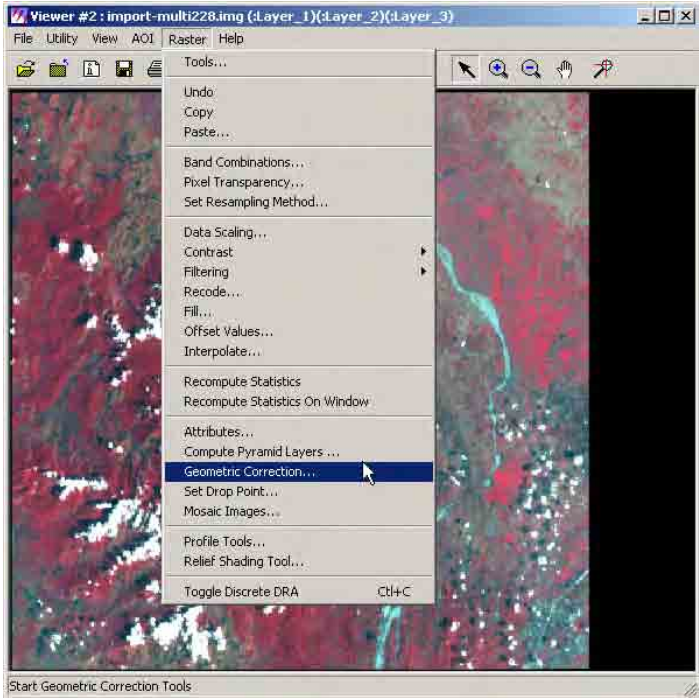 Viewer #2 : import-multi228.img (:Layer_1)(:Layer_2)(:Layer_3)
File Utility View AOI Raster Help
Tools...
Undo
Copy
Paste...
Band Combinations...
Pixel Transparency...
Set Resampling Method...
Data Scaling...
Contrast
Filtering
Recode...
Fill...
Offset Values...
Interpolate...
Recompute Statistics
Recompute Statistics On Window
Attributes...
Compute Pyramid Layers ...
Geometric Correction...
Set Drop Point...
Mosaic Images...
Profile Tools...
Relief Shading Tool...
Toggle Discrete DRA Ctl+C
Start Geometric Correction Tools